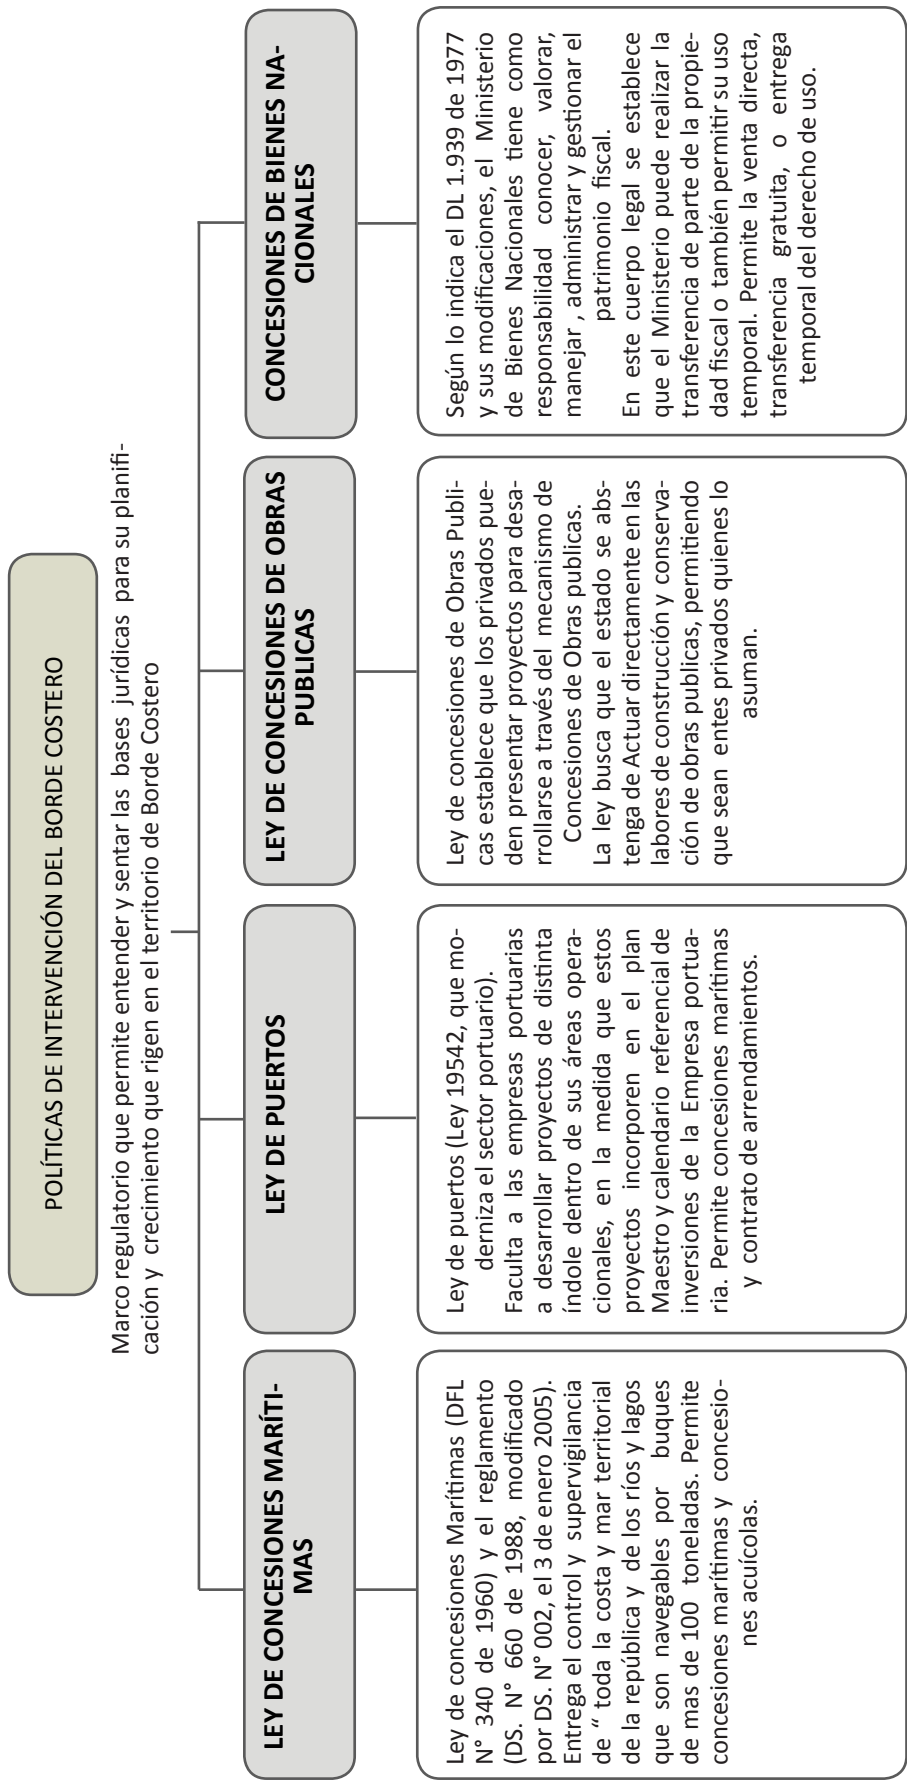 POLÍTICAS DE INTERVENCIÓN DEL BORDE COSTERO
Marco regulatorio que permite entender y sentar las bases jurídicas para su planifi-
cación y crecimiento que rigen en el territorio de Borde Costero
LEY DE CONCESIONES MARÍTI-
MAS
Ley de concesiones Marítimas (DFL
N° 340 de 1960) y el reglamento
(DS. N° 660 de 1988, modificado
por DS. N° 002, el 3 de enero 2005).
Entrega el control y supervigilancia
de “ toda la costa y mar territorial
de la república y de los ríos y lagos
que son navegables por buques
de mas de 100 toneladas. Permite
concesiones marítimas y concesio-
nes acuícolas.
LEY DE PUERTOS
Ley de puertos (Ley 19542, que mo-
derniza el sector portuario).
Faculta a las empresas portuarias
a desarrollar proyectos de distinta
índole dentro de sus áreas opera-
cionales, en la medida que estos
proyectos incorporen en el plan
Maestro y calendario referencial de
inversiones de la Empresa portua-
ria. Permite concesiones marítimas
y contrato de arrendamientos.
LEY DE CONCESIONES DE OBRAS
PUBLICAS
Ley de concesiones de Obras Publi-
cas establece que los privados pue-
den presentar proyectos para desa-
rrollarse a través del mecanismo de
Concesiones de Obras publicas.
La ley busca que el estado se abs-
tenga de Actuar directamente en las
labores de construcción y conserva-
ción de obras publicas, permitiendo
que sean entes privados quienes lo
asuman.
CONCESIONES DE BIENES NA-
CIONALES
Según lo indica el DL 1.939 de 1977
y sus modificaciones, el Ministerio
de Bienes Nacionales tiene como
responsabilidad conocer, valorar,
manejar , administrar y gestionar el
patrimonio fiscal.
En este cuerpo legal se establece
que el Ministerio puede realizar la
transferencia de parte de la propie-
dad fiscal o también permitir su uso
temporal. Permite la venta directa,
transferencia gratuita, o entrega
temporal del derecho de uso.